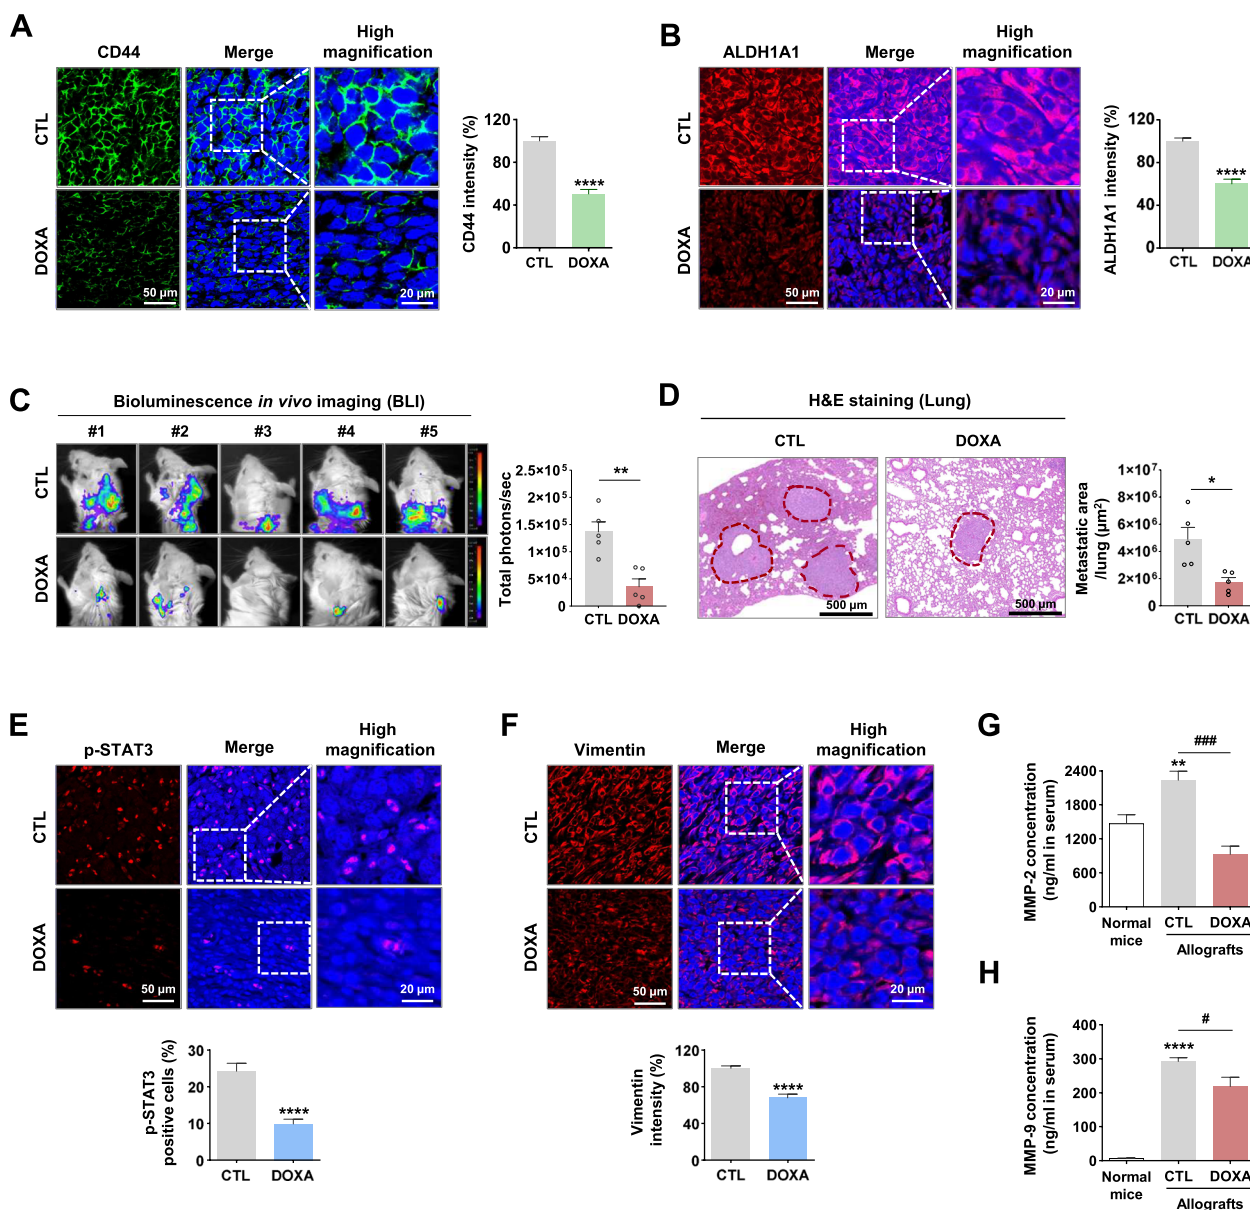 A
CD44
Merge
High
magnification
CTL
DOXA
50 µm
20 µm
CD44 intensity (%)
120
80
40
0
****
CTL
DOXA
B
ALDH1A1
Merge
High
magnification
CTL
DOXA
50 µm
20 µm
ALDH1A1 intensity (%)
120
80
40
0
****
CTL
DOXA
C
Bioluminescence in vivo imaging (BLI)
#1
#2
#3
#4
#5
CTL
DOXA
Total photons/sec
2.5×10⁵
2×10⁵
1.5×10⁵
1×10⁵
5×10⁴
0
**
CTL
DOXA
D
H&E staining (Lung)
CTL
DOXA
500 µm
500 µm
Metastatic area
/lung (µm²)
1×10⁷
8×10⁶
6×10⁶
4×10⁶
2×10⁶
0
*
CTL
DOXA
E
p-STAT3
Merge
High
magnification
CTL
DOXA
50 µm
20 µm
p-STAT3
positive cells (%)
30
20
10
0
****
CTL
DOXA
F
Vimentin
Merge
High
magnification
CTL
DOXA
50 µm
20 µm
Vimentin
intensity (%)
120
80
40
0
****
CTL
DOXA
G
MMP-2 concentration
(ng/ml in serum)
2400
1800
1200
600
0
**
###
Normal
mice
CTL
DOXA
Allografts
H
MMP-9 concentration
(ng/ml in serum)
400
300
200
100
0
****
#
Normal
mice
CTL
DOXA
Allografts